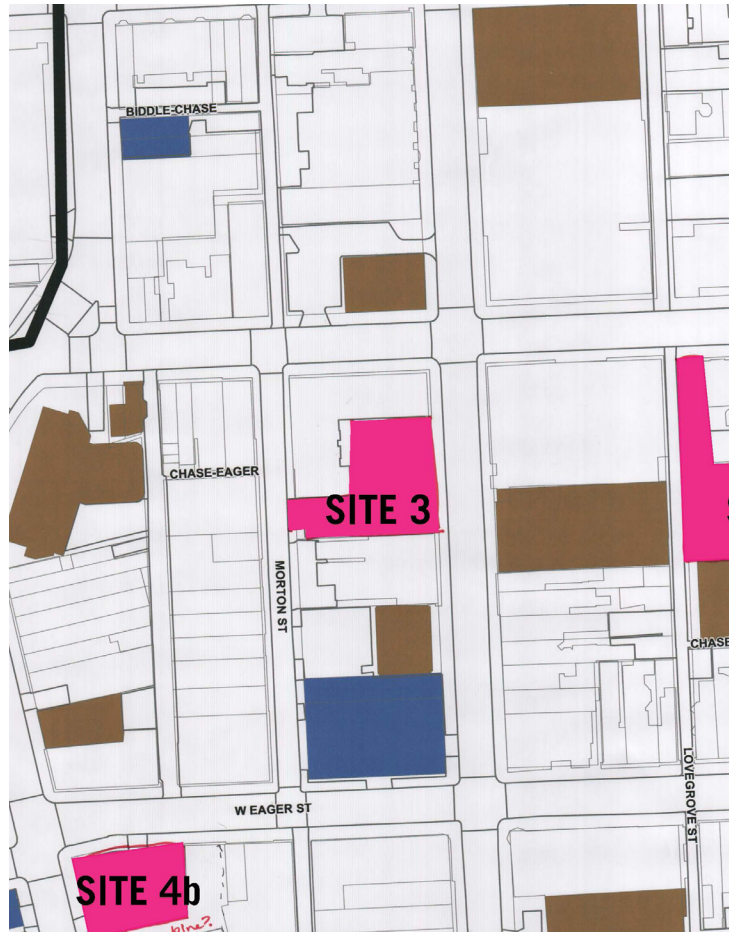 BIDDLE-CHASE
CHASE-EAGER
SITE 3
MORTON ST
CHASE
LOVEGROVE ST
W EAGER ST
SITE 4b